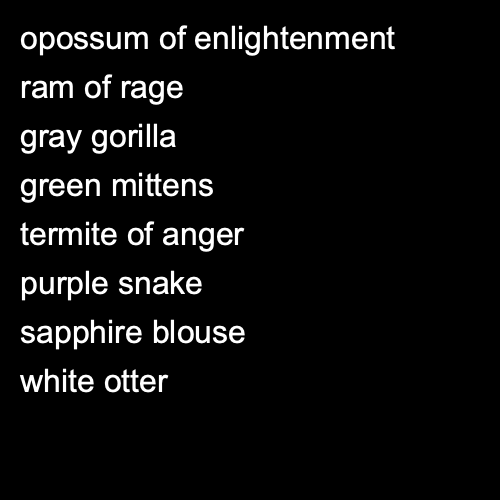 opossum of enlightenment
ram of rage
gray gorilla
green mittens
termite of anger
purple snake
sapphire blouse
white otter